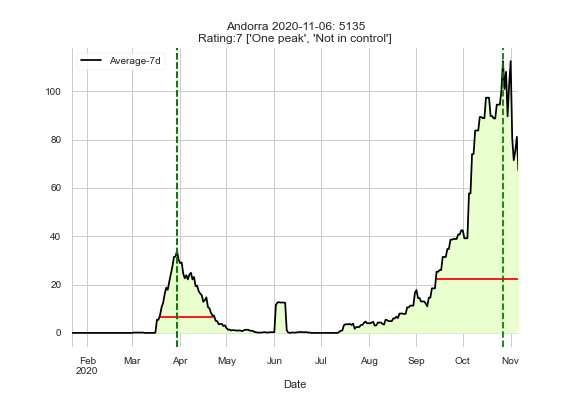 Andorra 2020-11-06: 5135
Rating:7 ['One peak', 'Not in control']
Average-7d
100
80
60
40
20
0
Feb Mar Apr May Jun Jul Aug Sep Oct Nov
2020
Date